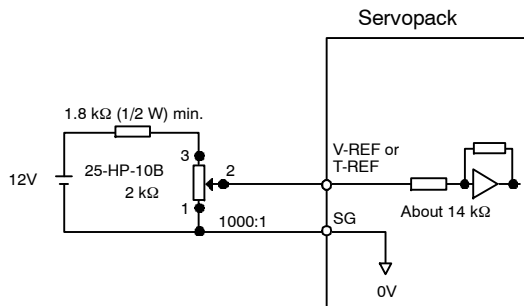 Servopack
1.8 kΩ (1/2 W) min.
3
V-REF or
T-REF
25-HP-10B
2
12V
2 kΩ
1
1000:1
SG
About 14 kΩ
0V